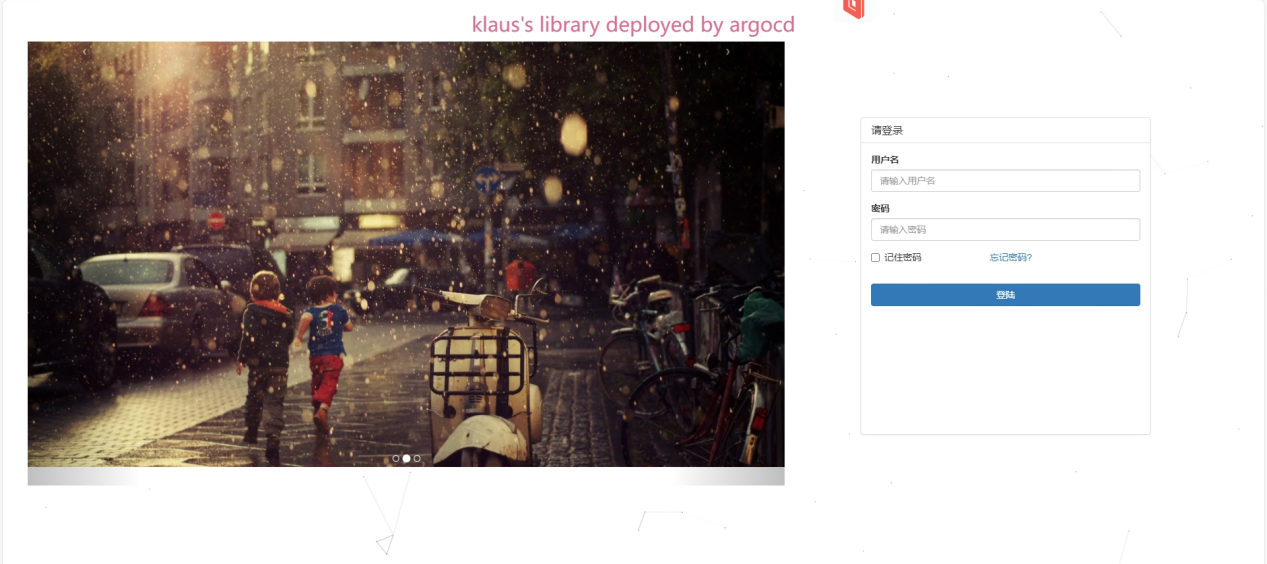 klaus's library deployed by argocd
请登录
用户名
请输入用户名
密码
请输入密码
记住密码 忘记密码?
登陆